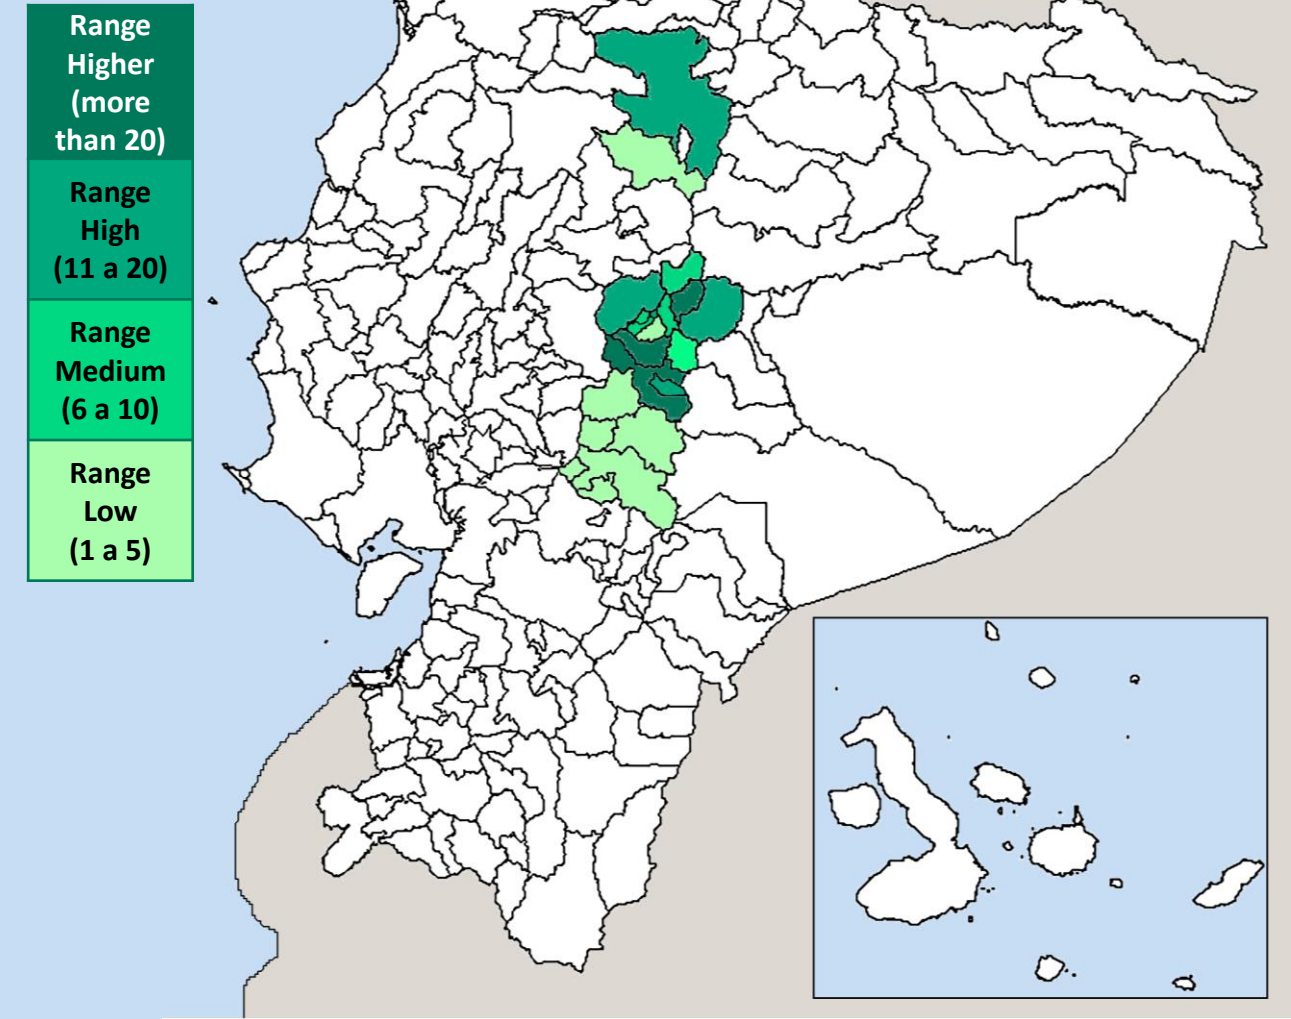 Range
Higher
(more
than 20)
Range
High
(11 a 20)
Range
Medium
(6 a 10)
Range
Low
(1 a 5)